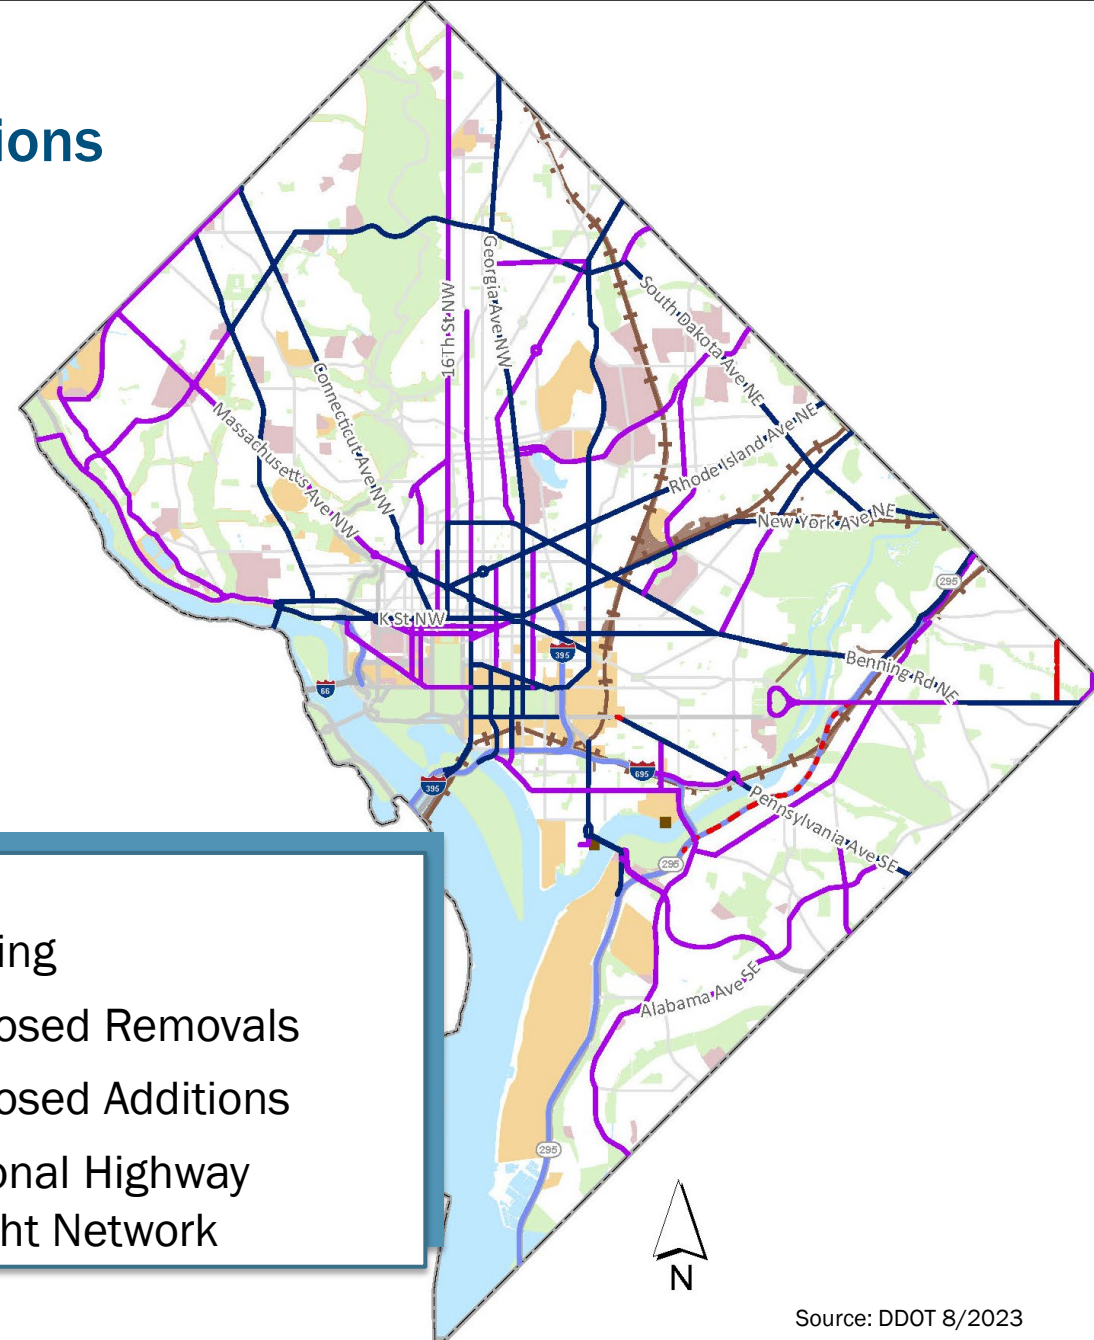 ions
16Th St NW
Georgia Ave NW
South Dakota Ave NE
Connecticut Ave NW
Massachusetts Ave NW
Rhode Island Ave NE
New York Ave NE
295
K St NW
395
Benning Rd NE
66
695
395
Pennsylvania Ave SE
295
Alabama Ave SE
295
ing
osed Removals
osed Additions
onal Highway
ht Network
N
Source: DDOT 8/2023